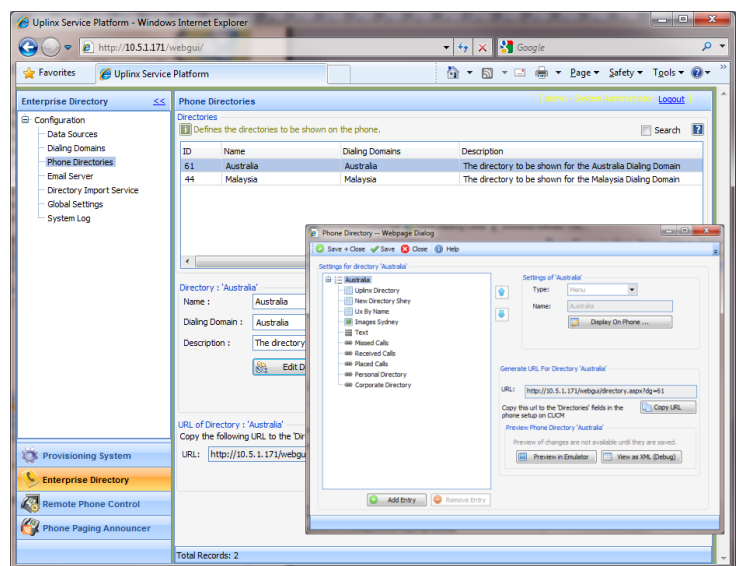 Uplinx Service Platform - Windows Internet Explorer
http://10.5.1.171/webgui/
Google
Favorites
Uplinx Service Platform
Page
Safety
Tools
Enterprise Directory <<
Configuration
Data Sources
Dialing Domains
Phone Directories
Email Server
Directory Import Service
Global Settings
System Log
Provisioning System
Enterprise Directory
Remote Phone Control
Phone Paging Announcer
Phone Directories
Logout
Directories
Defines the directories to be shown on the phone.
Search
ID Name Dialing Domains Description
61 Australia Australia The directory to be shown for the Australia Dialing Domain
44 Malaysia Malaysia The directory to be shown for the Malaysia Dialing Domain
Directory : 'Australia'
Name : Australia
Dialing Domain : Australia
Description : The directory
Edit D
URL of Directory : 'Australia'
Copy the following URL to the 'Dir
URL: http://10.5.1.171/webgu
Total Records: 2
Phone Directory -- Webpage Dialog
Save + Close Save Close Help
Settings for directory 'Australia'
Australia
Uplinx Directory
New Directory Shey
Ux By Name
Images Sydney
Text
Missed Calls
Received Calls
Placed Calls
Personal Directory
Corporate Directory
Add Entry
Remove Entry
Settings of 'Australia'
Type: Menu
Name: Australia
Display On Phone ...
Generate URL For Directory 'Australia'
URL: http://10.5.1.171/webgui/directory.aspx?dg=61
Copy this url to the 'Directories' fields in the
phone setup on CUCM
Copy URL ...
Preview Phone Directory 'Australia'
Preview of changes are not available until they are saved.
Preview in Emulator ...
View as XML (Debug) ...